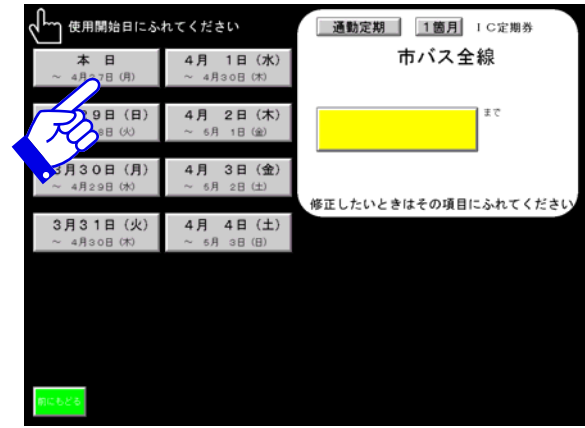 使用開始日にふれてください
本 日
~ 4月27日 (月)
4月 1日 (水)
~ 4月30日 (木)
29日 (日)
8日 (火)
4月 2日 (木)
~ 5月 1日 (金)
3月30日 (月)
~ 4月29日 (水)
4月 3日 (金)
~ 5月 2日 (土)
3月31日 (火)
~ 4月30日 (木)
4月 4日 (土)
~ 5月 3日 (日)
前にもどる
通勤定期 1箇月 IC定期券
市バス全線
まで
修正したいときはその項目にふれてください